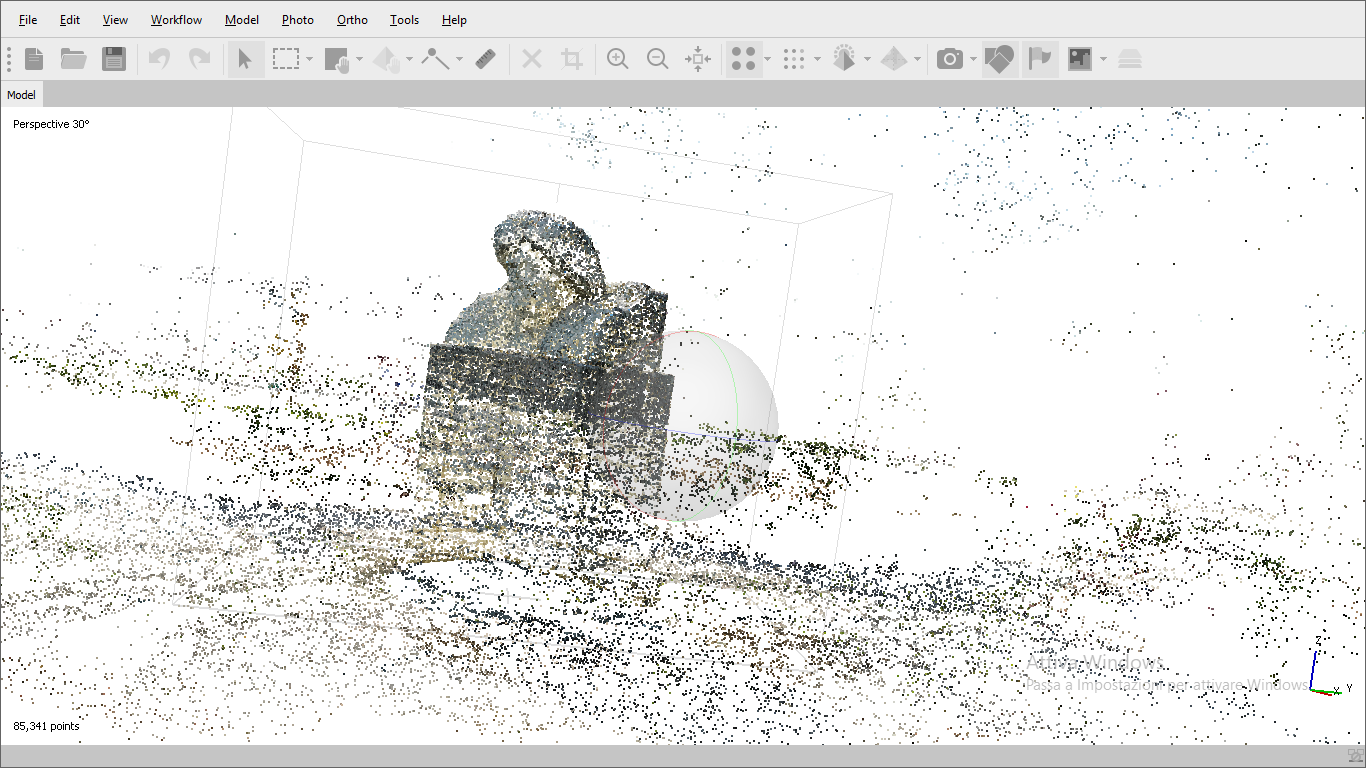 File Edit View Workflow Model Photo Ortho Tools Help
Model
Perspective 30°
Z
Attiva Windows
X Y
Passa a Impostazioni per attivare Windows.
85,341 points